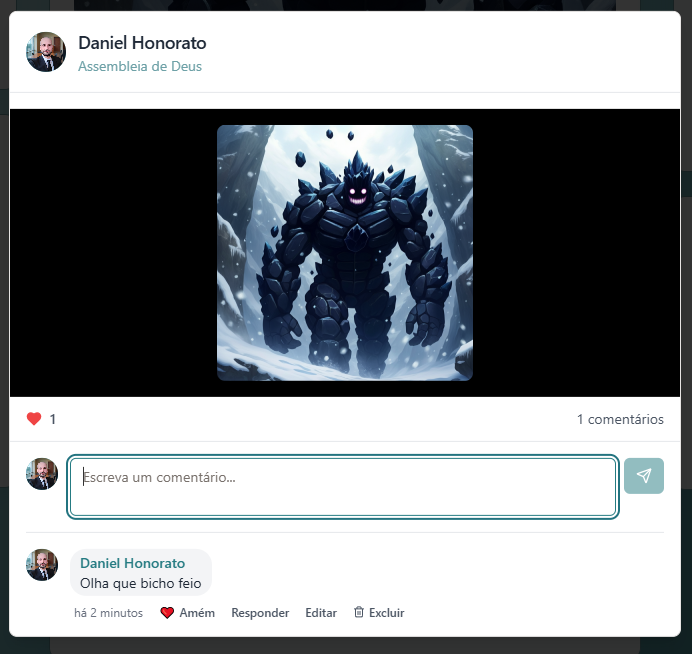 Daniel Honorato
Assembleia de Deus
1
1 comentários
Escreva um comentário...
Daniel Honorato
Olha que bicho feio
há 2 minutos Amém Responder Editar Excluir